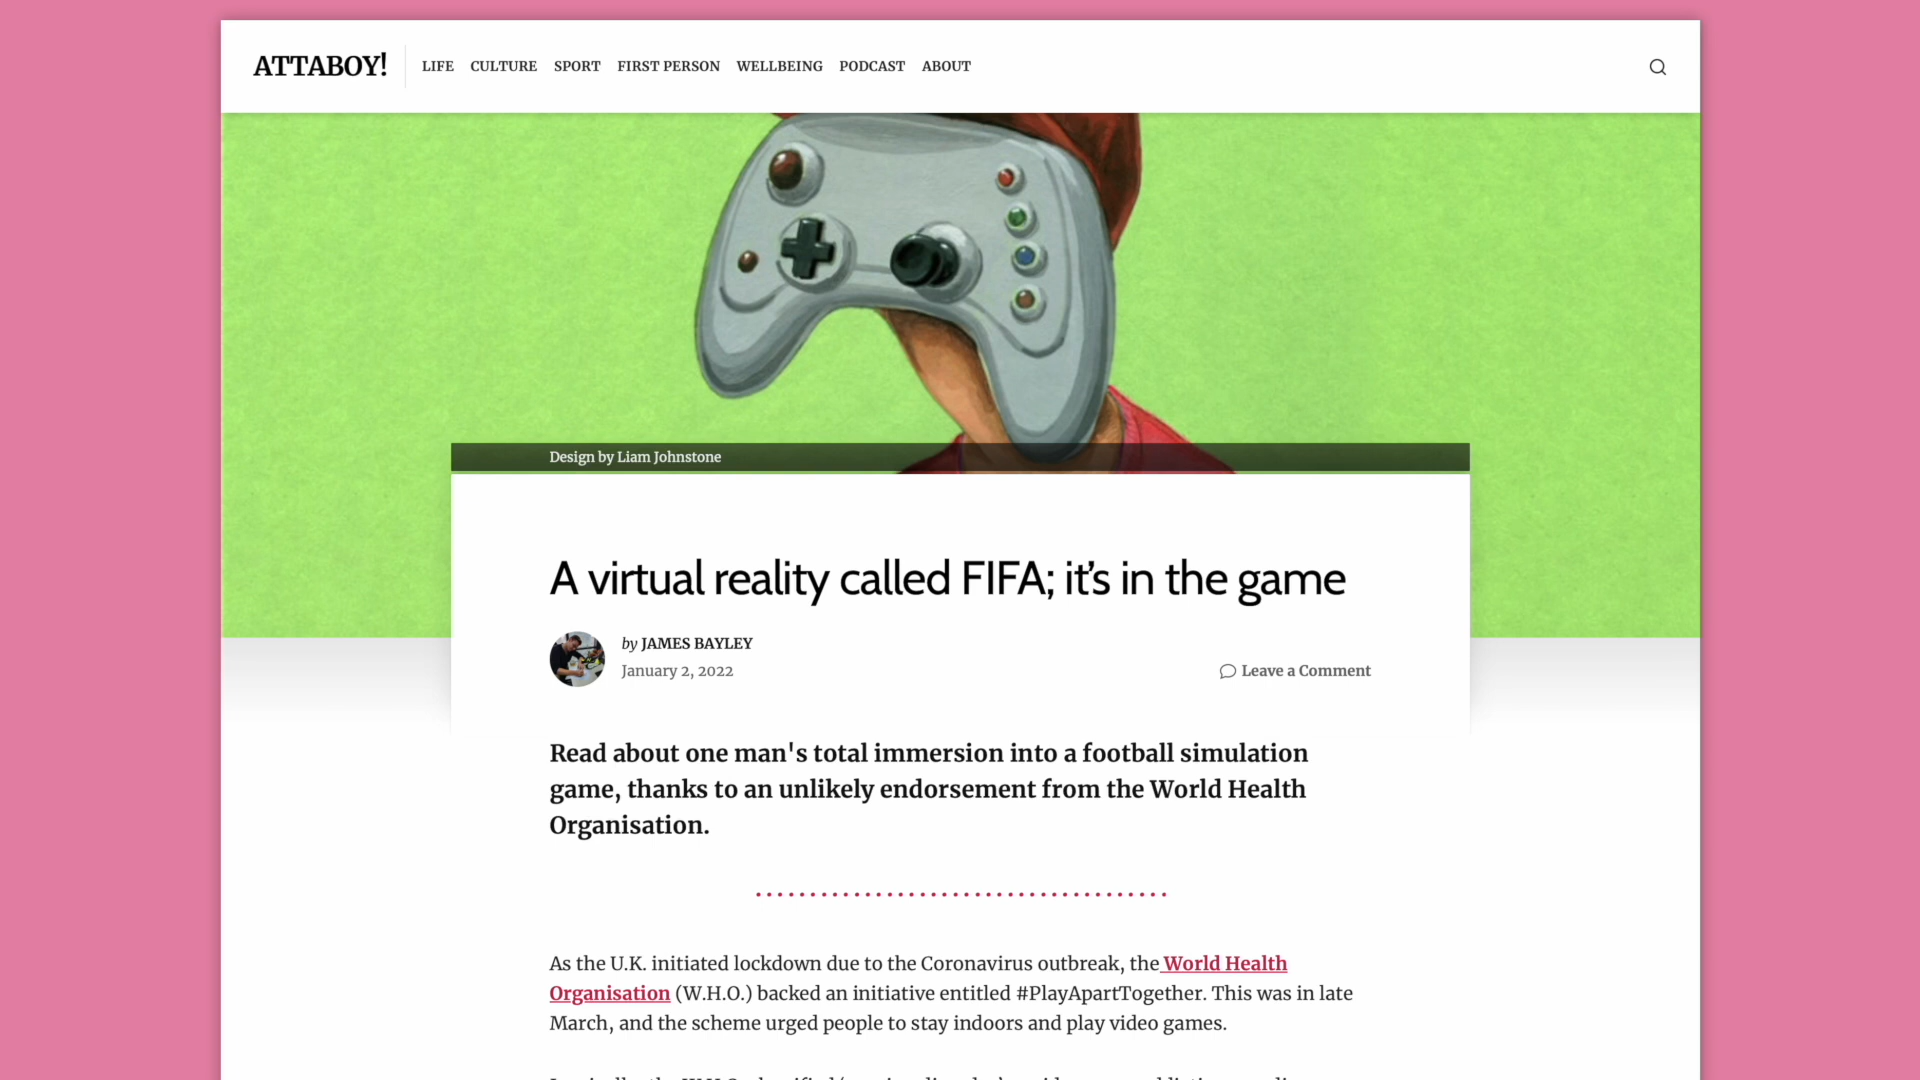 ATTABOY!
LIFE CULTURE SPORT FIRST PERSON WELLBEING PODCAST ABOUT
Design by Liam Johnstone
A virtual reality called FIFA; it's in the game
by JAMES BAYLEY
January 2, 2022
Leave a Comment
Read about one man's total immersion into a football simulation
game, thanks to an unlikely endorsement from the World Health
Organisation.
As the U.K. initiated lockdown due to the Coronavirus outbreak, the World Health
Organisation (W.H.O.) backed an initiative entitled #PlayApartTogether. This was in late
March, and the scheme urged people to stay indoors and play video games.